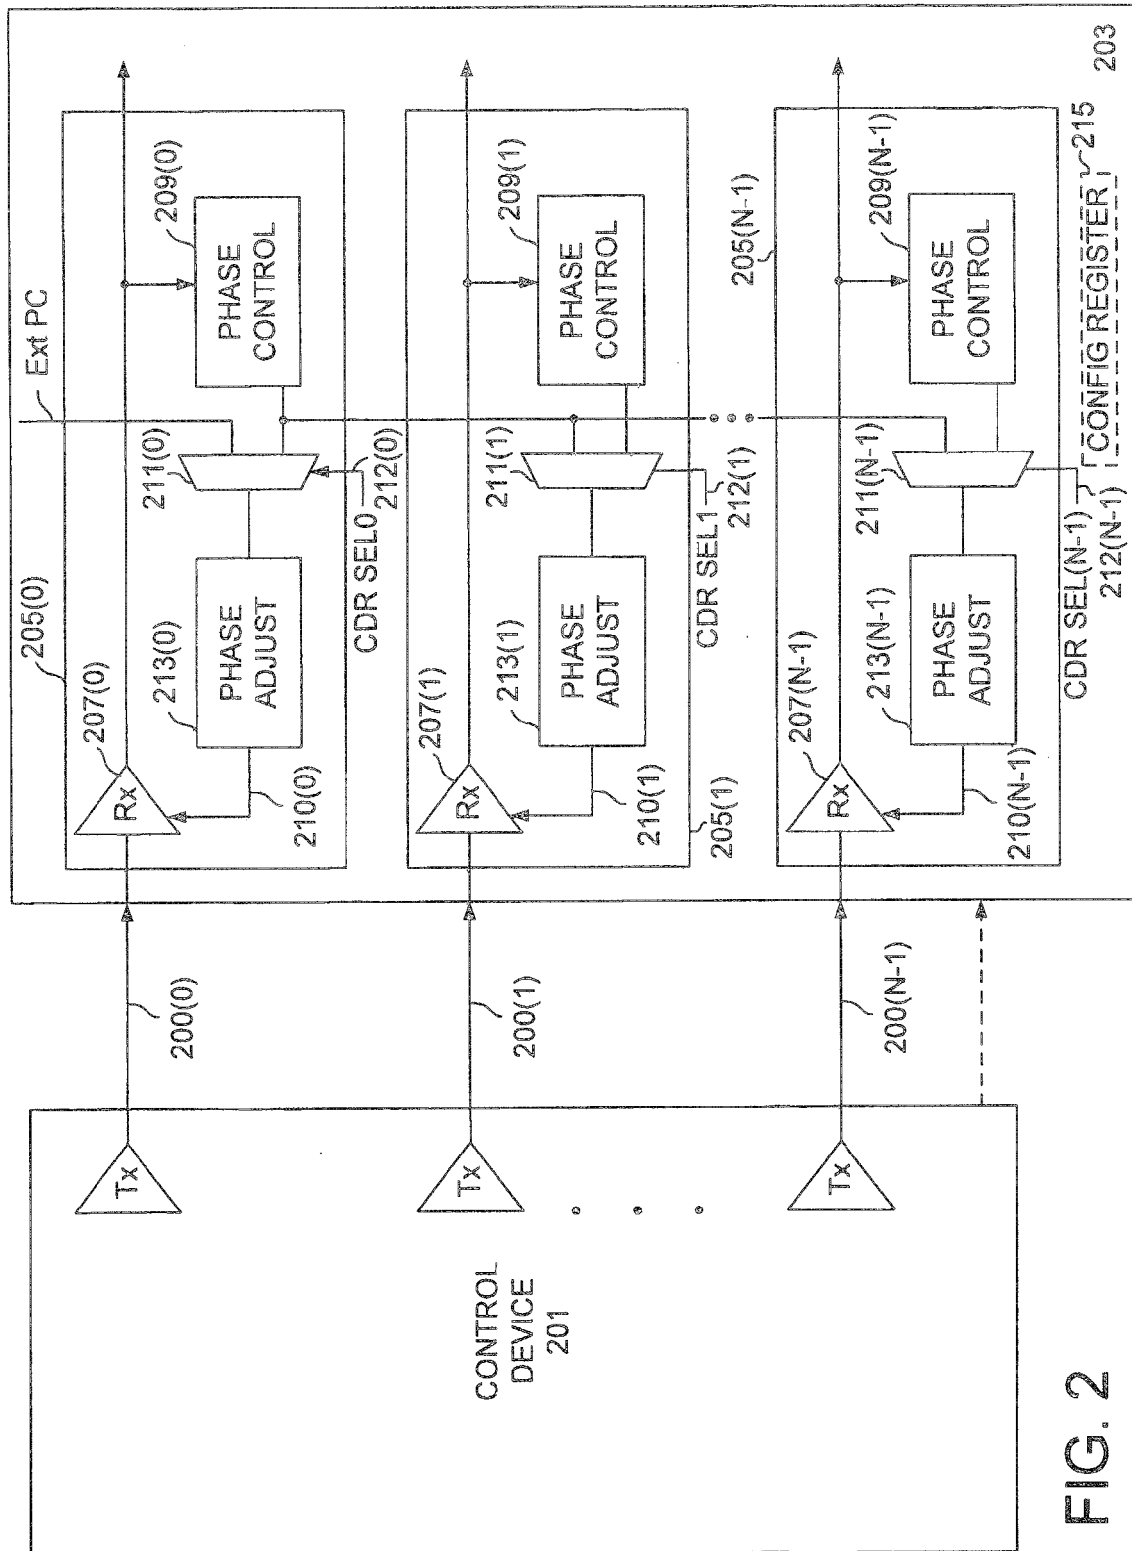 Ext PC
205(0)
207(0)
213(0)
211(0)
209(0)
Rx
PHASE
ADJUST
PHASE
CONTROL
210(0)
CDR SEL0
212(0)
Tx
200(0)
207(1)
213(1)
211(1)
209(1)
Rx
PHASE
ADJUST
PHASE
CONTROL
210(1)
205(1)
CDR SEL1
212(1)
Tx
200(1)
CONTROL
DEVICE
201
205(N-1)
207(N-1)
213(N-1)
211(N-1)
209(N-1)
Rx
PHASE
ADJUST
PHASE
CONTROL
210(N-1)
CDR SEL(N-1)
212(N-1)
Tx
200(N-1)
CONFIG REGISTER
215
203
FIG. 2